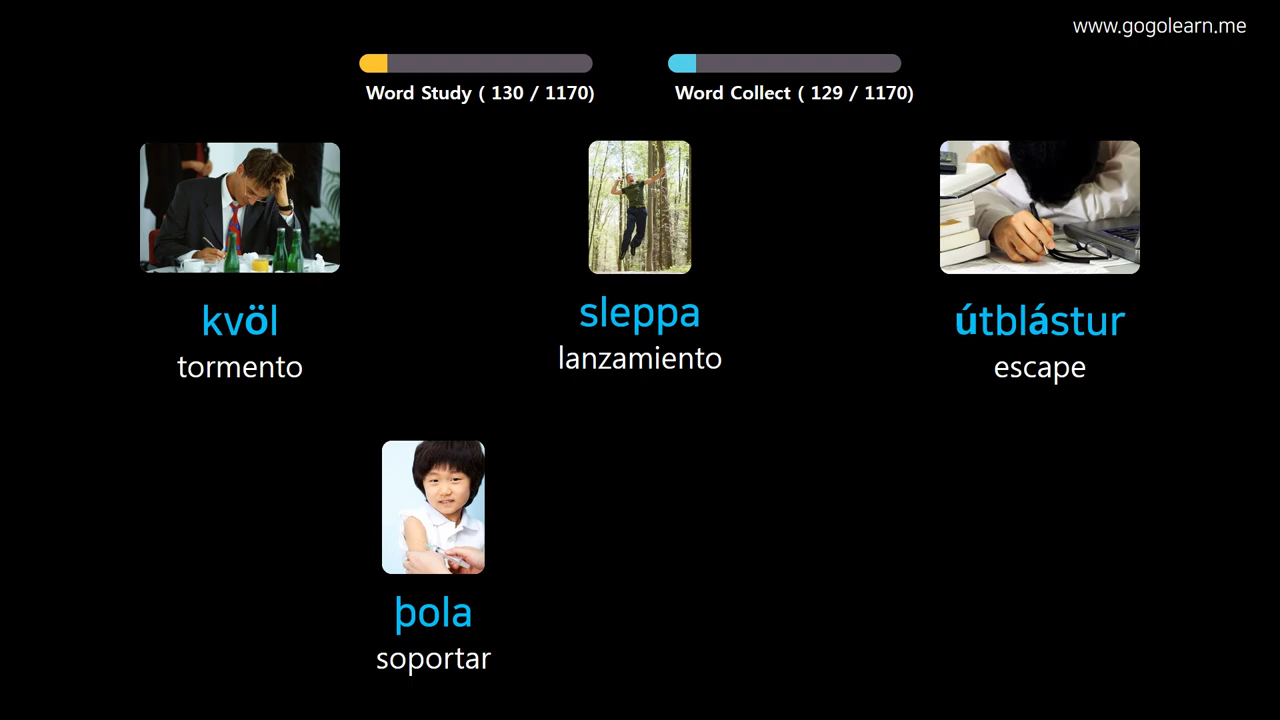 www.gogolearn.me
Word Study ( 130 / 1170)
Word Collect ( 129 / 1170)
kvöl
tormento
sleppa
lanzamiento
útblástur
escape
þola
soportar